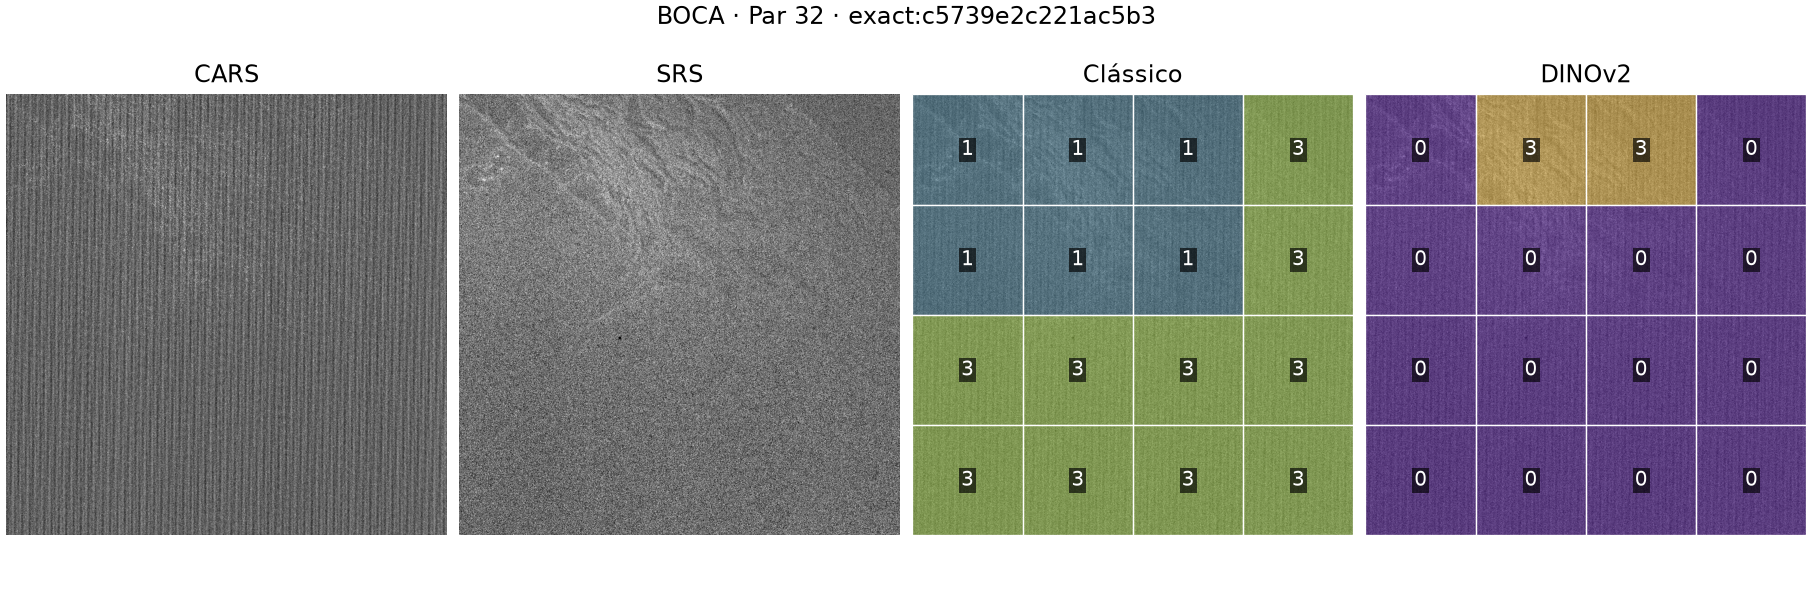 BOCA · Par 32 · exact:c5739e2c221ac5b3
CARS SRS Clássico DINOv2
1 1 1 3 0 3 3 0
1 1 1 3 0 0 0 0
3 3 3 3 0 0 0 0
3 3 3 3 0 0 0 0